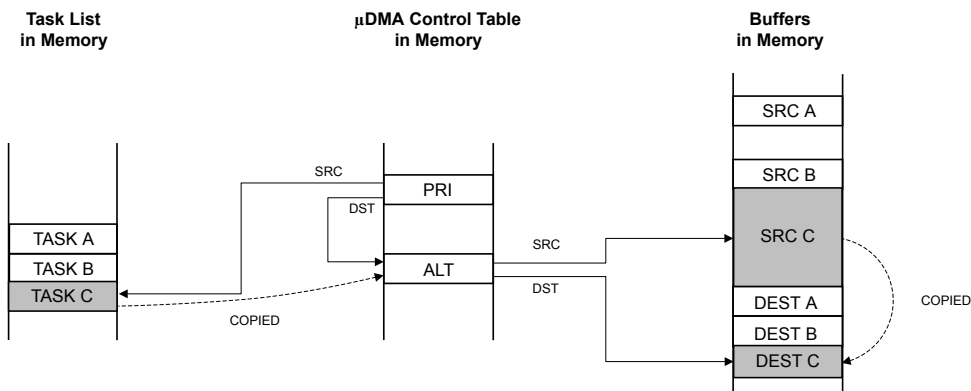 Task List
in Memory
µDMA Control Table
in Memory
Buffers
in Memory
SRC A
SRC B
SRC
PRI
DST
TASK A
TASK B
TASK C
ALT
SRC
DST
COPIED
SRC C
DEST A
DEST B
DEST C
COPIED